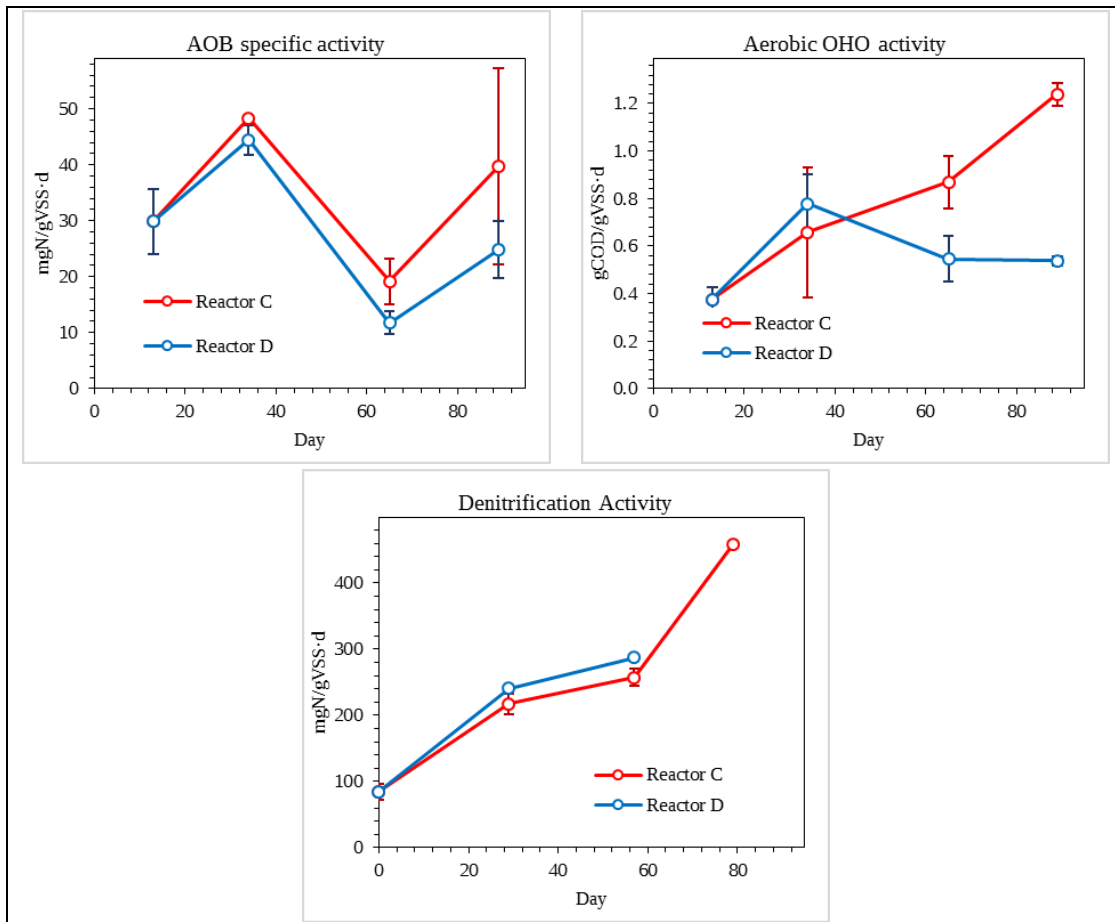 AOB specific activity
mgN/gVSS·d
50
40
30
20
10
0
0 20 40 60 80
Day
Reactor C
Reactor D
Aerobic OHO activity
gCOD/gVSS·d
1.2
1.0
0.8
0.6
0.4
0.2
0.0
0 20 40 60 80
Day
Reactor C
Reactor D
Denitrification Activity
mgN/gVSS·d
400
300
200
100
0
0 20 40 60 80
Day
Reactor C
Reactor D